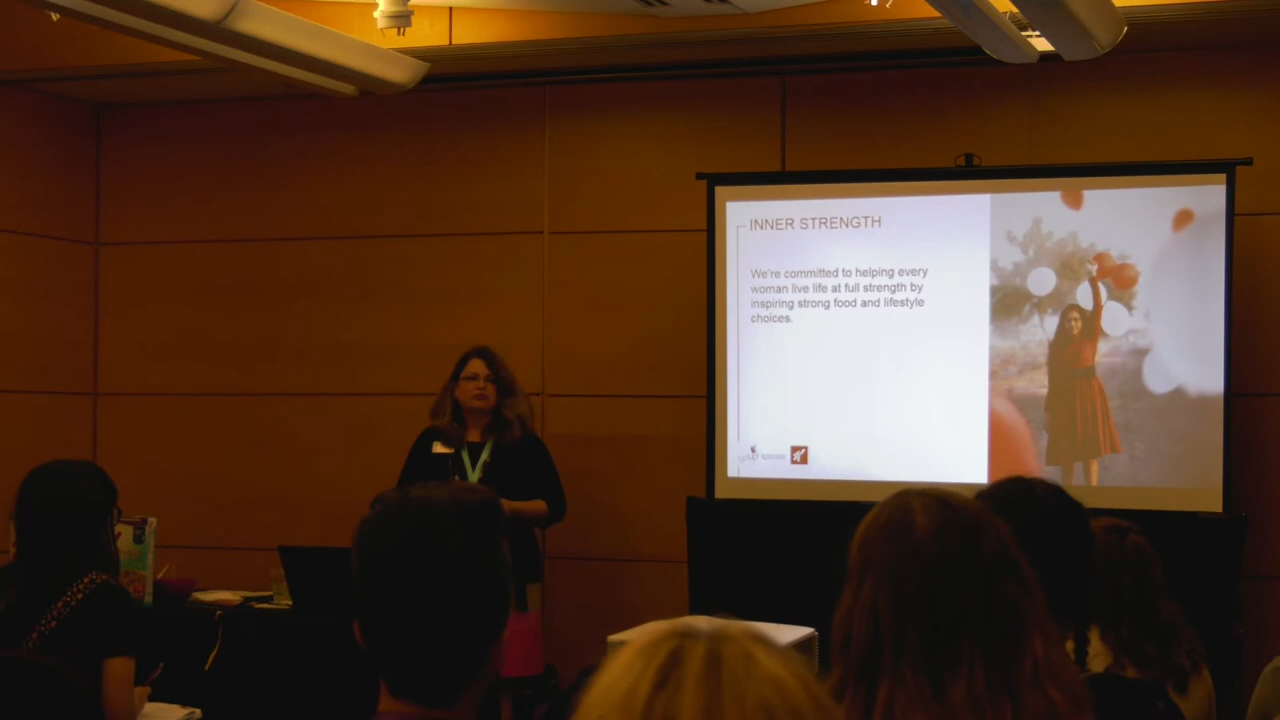 INNER STRENGTH
We're committed to helping every
woman live life at full strength by
inspiring strong food and lifestyle
choices.